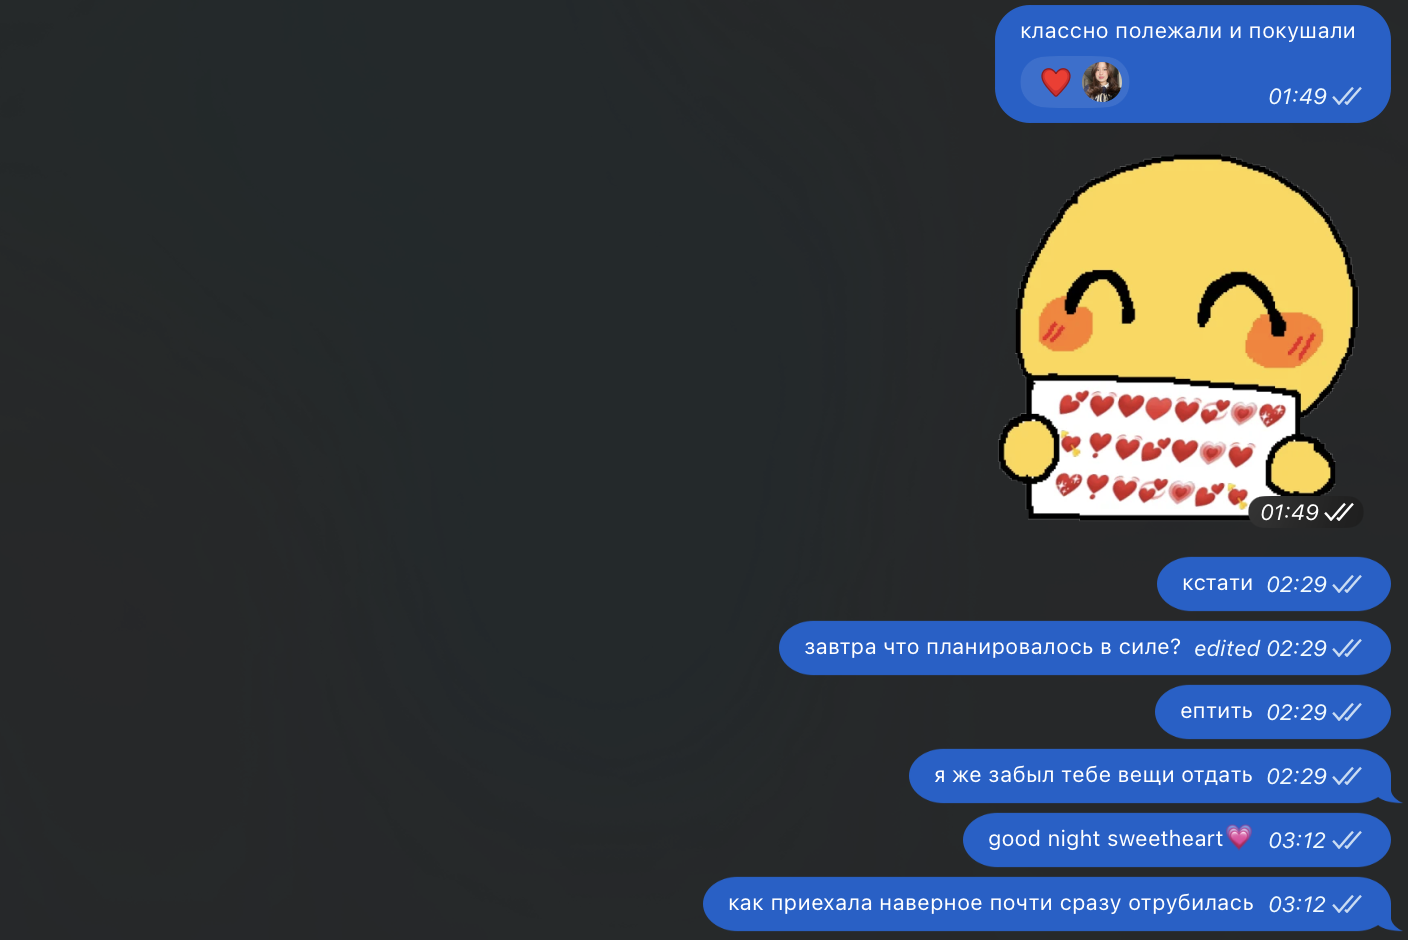 классно полежали и покушали
01:49
01:49
кстати 02:29
завтра что планировалось в силе? edited 02:29
ептить 02:29
я же забыл тебе вещи отдать 02:29
good night sweetheart💗 03:12
как приехала наверное почти сразу отрубилась 03:12